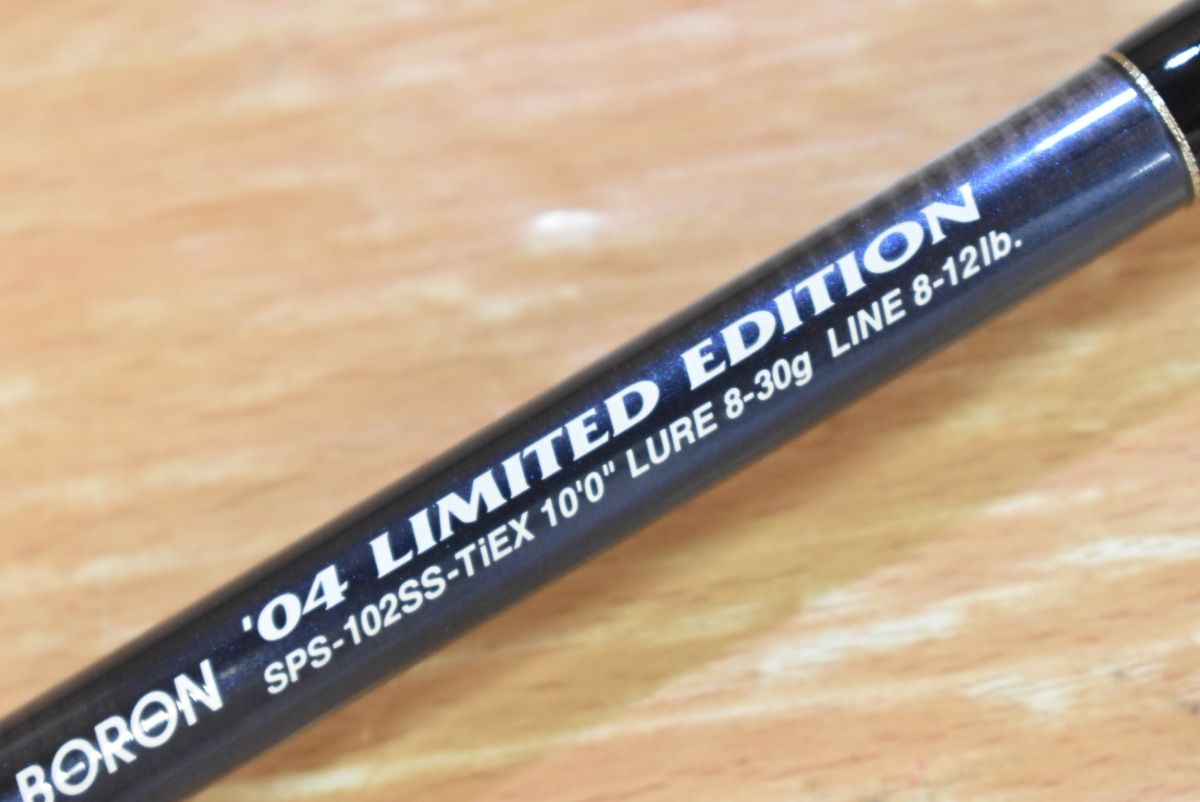 BORON '04 LIMITED EDITION
SPS-102SS-TiEX 10'0" LURE 8-30g LINE 8-12lb.